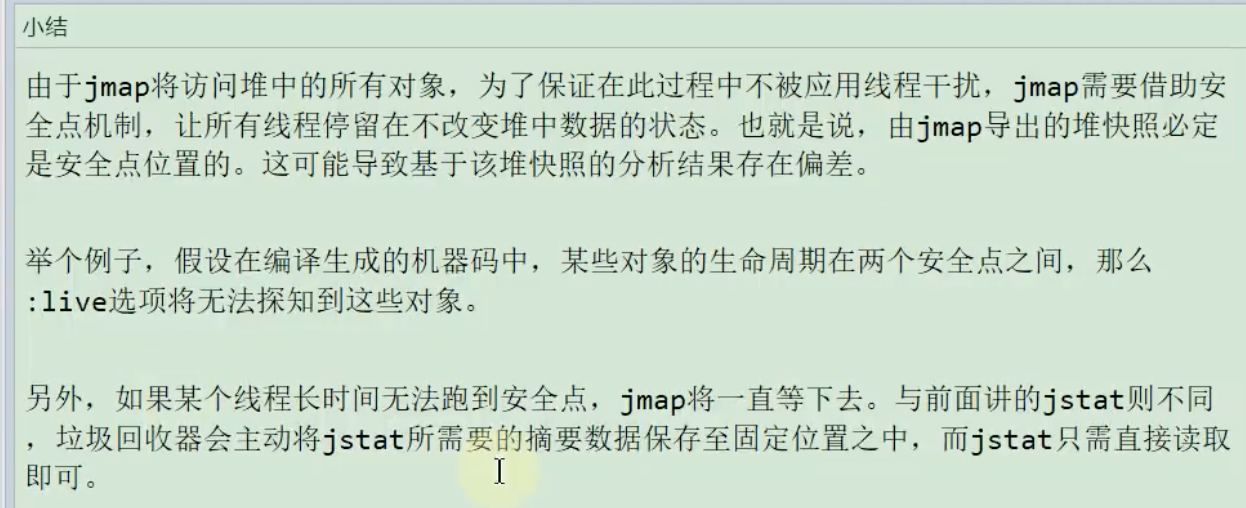 小结
由于jmap将访问堆中的所有对象，为了保证在此过程中不被应用线程干扰，jmap需要借助安
全点机制，让所有线程停留在不改变堆中数据的状态。也就是说，由jmap导出的堆快照必定
是安全点位置的。这可能导致基于该堆快照的分析结果存在偏差。
举个例子，假设在编译生成的机器码中，某些对象的生命周期在两个安全点之间，那么
:live选项将无法探知到这些对象。
另外，如果某个线程长时间无法跑到安全点，jmap将一直等下去。与前面讲的jstat则不同
，垃圾回收器会主动将jstat所需要的摘要数据保存至固定位置之中，而jstat只需直接读取
即可。